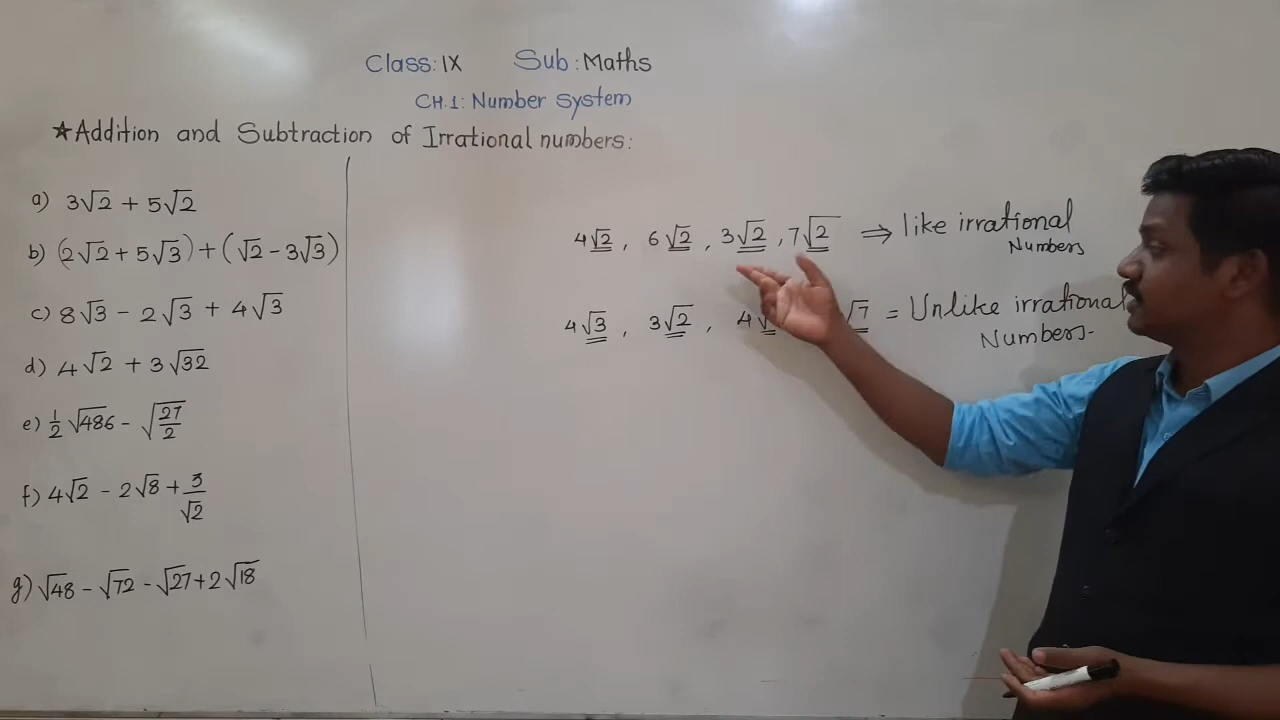 Class: IX Sub: Maths
CH.1: Number system
★Addition and Subtraction of Irrational numbers:
a) 3√2 + 5√2
b) (2√2 + 5√3) + (√2 - 3√3)
c) 8√3 - 2√3 + 4√3
d) 4√2 + 3√32
e) 1/2 √486 - √27/2
f) 4√2 - 2√8 + 3/√2
g) √48 - √72 - √27 + 2√18
4√2, 6√2, 3√2, 7√2 ⇒ like irrational
Numbers
4√3, 3√2, 4√ √7 = Unlike irrational
Numbers.